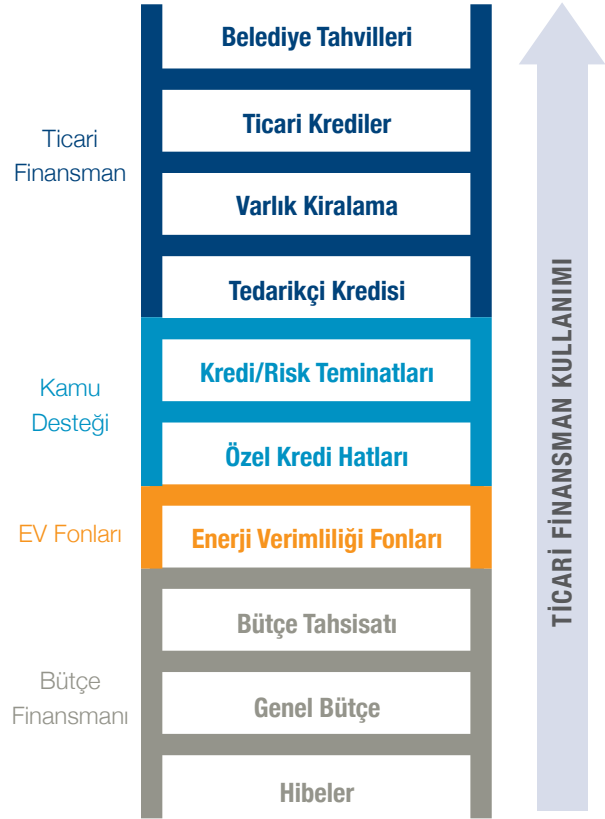 Belediye Tahvilleri
Ticari Krediler
Ticari
Finansman
Varlık Kiralama
Tedarikçi Kredisi
Kredi/Risk Teminatları
Kamu
Desteği
Özel Kredi Hatları
EV Fonları
Enerji Verimliliği Fonları
Bütçe Tahsisatı
Bütçe
Finansmanı
Genel Bütçe
Hibeler
TİCARİ FİNANSMAN KULLANIMI